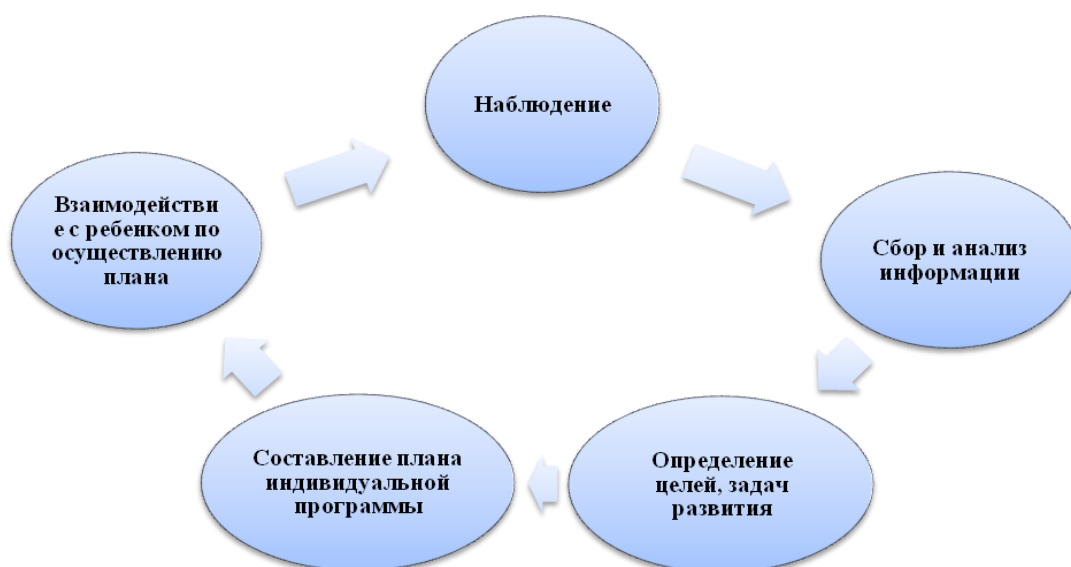 Наблюдение
Сбор и анализ
информации
Определение
целей, задач
развития
Составление плана
индивидуальной
программы
Взаимодействи
е с ребенком по
осуществлению
плана